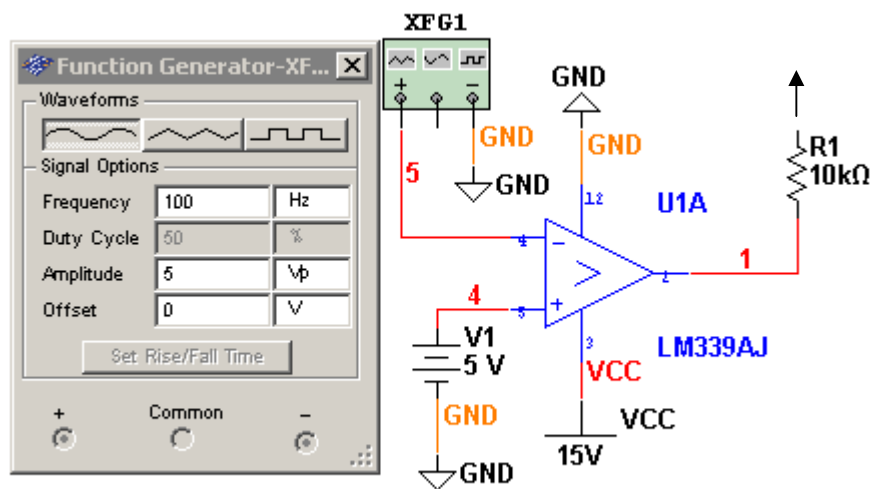 Function Generator-XF...
Waveforms
Signal Options
Frequency 100 Hz
Duty Cycle 50 %
Amplitude 5 Vp
Offset 0 V
Set Rise/Fall Time
+ Common -
XFG1
+ -
GND
GND
5
GND
GND
12
U1A
R1
10kΩ
4
-
>
2
1
4
5
+
V1
5 V
3
LM339AJ
VCC
GND
VCC
15V
GND